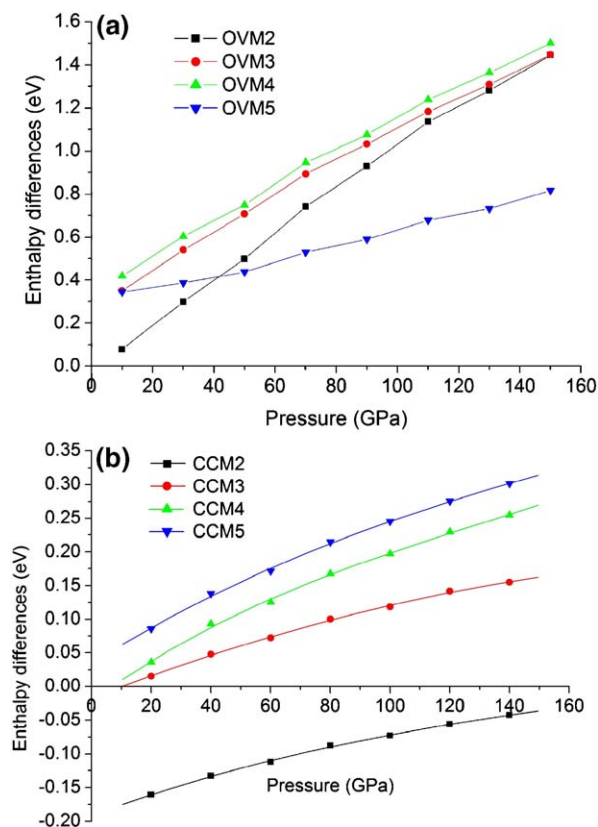 (a)
OVM2
OVM3
OVM4
OVM5
Enthalpy differences (eV)
1.6
1.4
1.2
1.0
0.8
0.6
0.4
0.2
0.0
0 20 40 60 80 100 120 140 160
Pressure (GPa)
(b)
CCM2
CCM3
CCM4
CCM5
Enthalpy differences (eV)
0.35
0.30
0.25
0.20
0.15
0.10
0.05
0.00
-0.05
-0.10
-0.15
-0.20
0 20 40 60 80 100 120 140 160
Pressure (GPa)